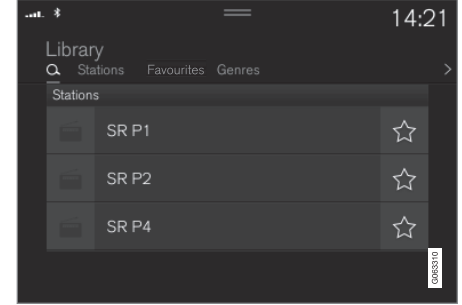 14:21
Library
Stations Favourites Genres
Stations
SR P1
SR P2
SR P4
G063310